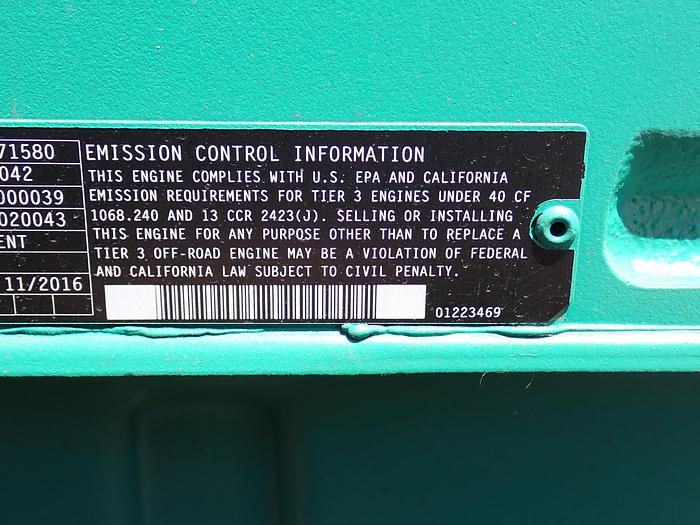 71580
042
000039
020043
ENT
11/2016
EMISSION CONTROL INFORMATION
THIS ENGINE COMPLIES WITH U.S. EPA AND CALIFORNIA
EMISSION REQUIREMENTS FOR TIER 3 ENGINES UNDER 40 CF
1068.240 AND 13 CCR 2423(J). SELLING OR INSTALLING
THIS ENGINE FOR ANY PURPOSE OTHER THAN TO REPLACE A
TIER 3 OFF-ROAD ENGINE MAY BE A VIOLATION OF FEDERAL
AND CALIFORNIA LAW SUBJECT TO CIVIL PENALTY.
01223469